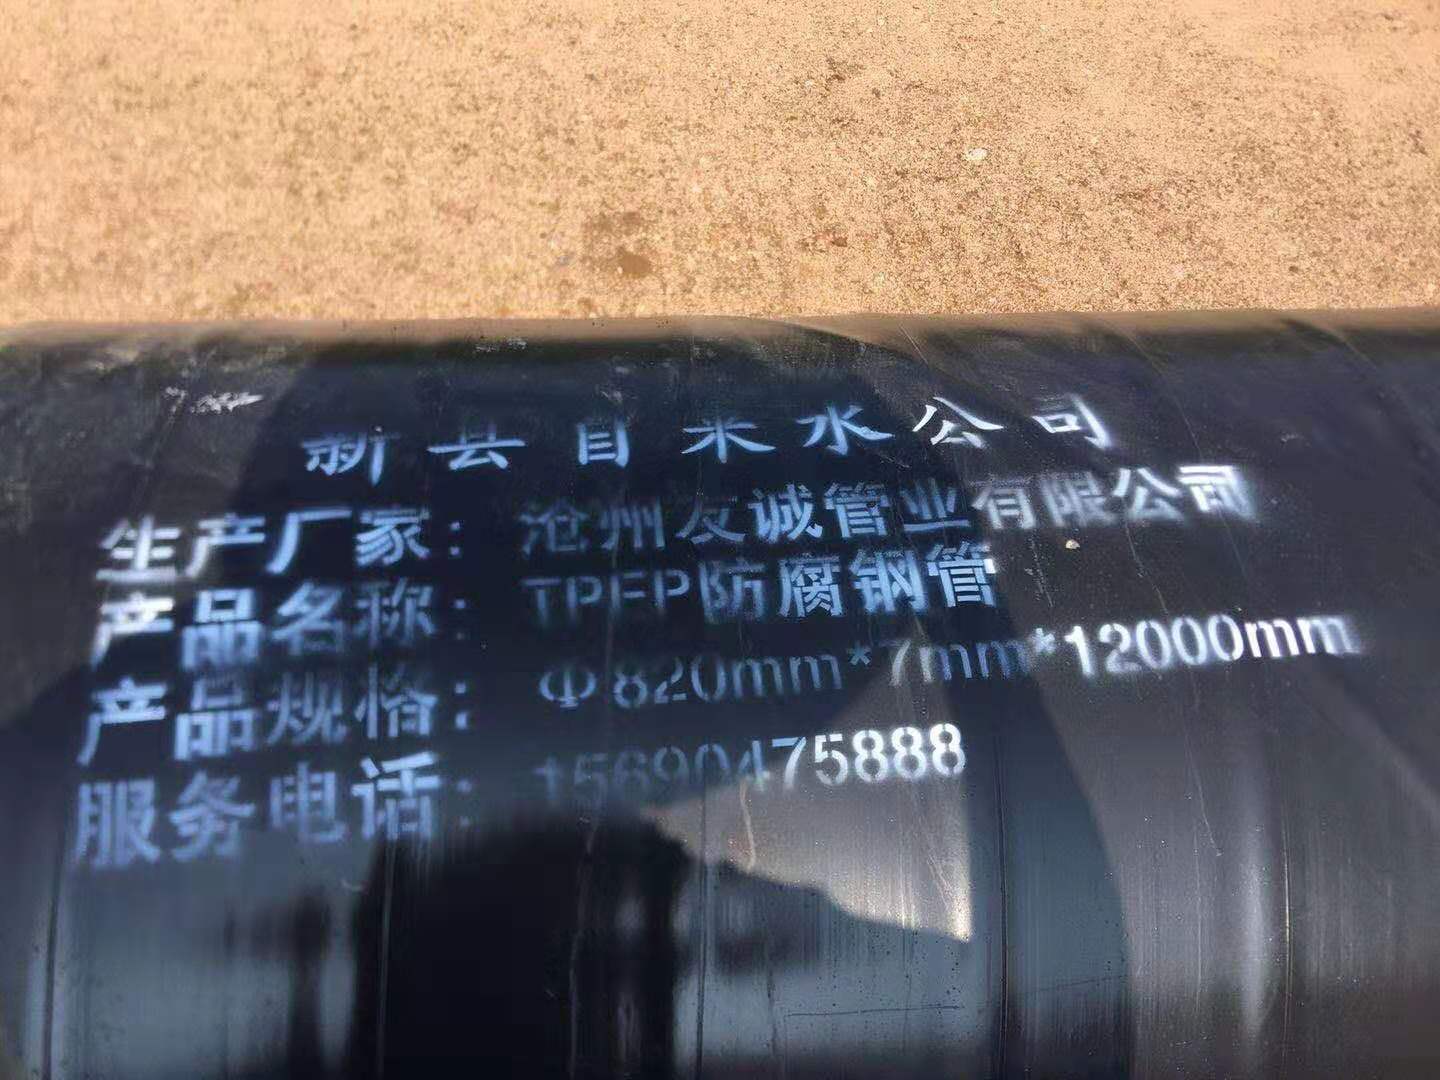 新县自来水公司
生产厂家：沧州友诚管业有限公司
产品名称：TPEP防腐钢管
产品规格：Φ820mm*7mm*12000mm
服务电话：15690475888